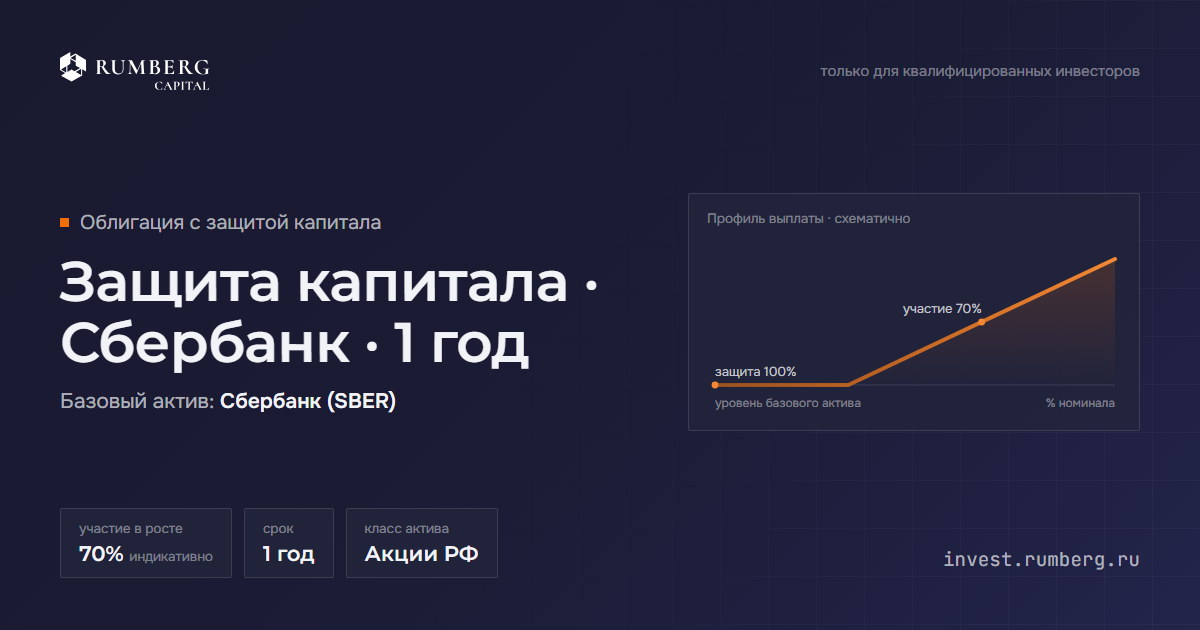 RUMBERG
CAPITAL
только для квалифицированных инвесторов
Облигация с защитой капитала
Защита капитала ·
Сбербанк · 1 год
Базовый актив: Сбербанк (SBER)
Профиль выплаты · схематично
участие 70%
защита 100%
уровень базового актива
% номинала
участие в росте
70% индикативно
срок
1 год
класс актива
Акции РФ
invest.rumberg.ru